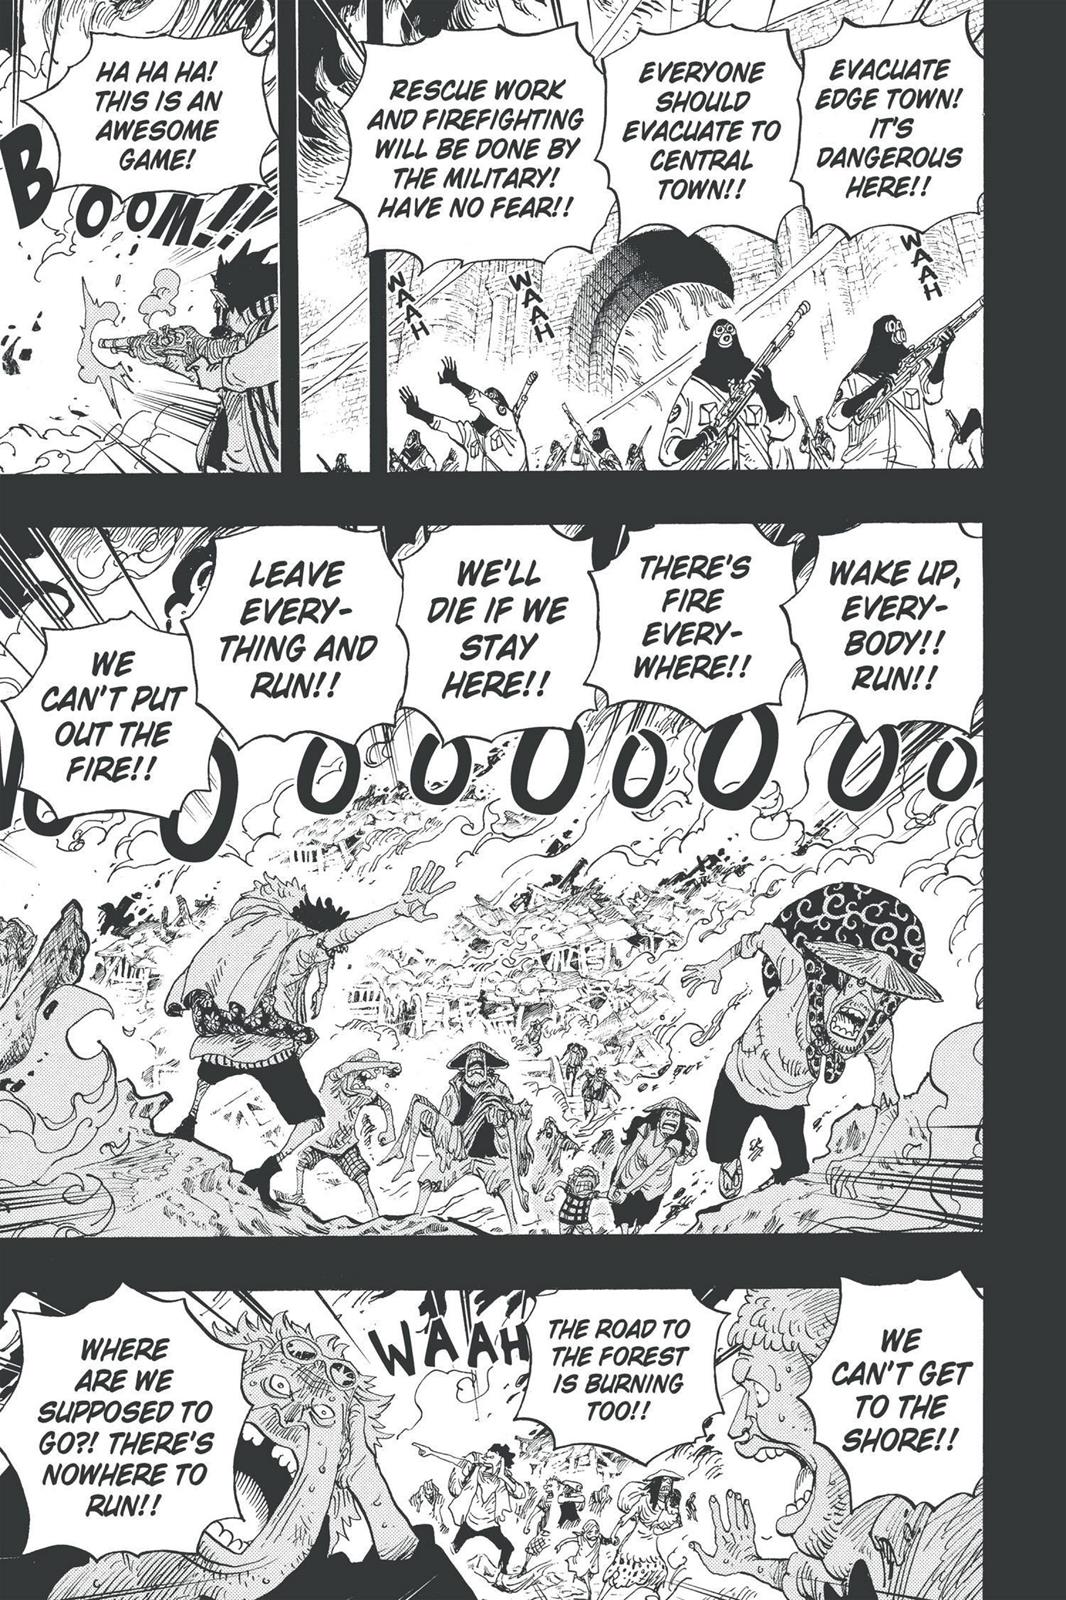 EVACUATE
EDGE TOWN!
IT'S
DANGEROUS
HERE!!
EVERYONE
SHOULD
EVACUATE TO
CENTRAL
TOWN!!
RESCUE WORK
AND FIREFIGHTING
WILL BE DONE BY
THE MILITARY!
HAVE NO FEAR!!
WAAH
WAAH
WAAH
HA HA HA!
THIS IS AN
AWESOME
GAME!
BOOM!!
WAKE UP,
EVERY-
BODY!!
RUN!!
THERE'S
FIRE
EVERY-
WHERE!!
WE'LL
DIE IF WE
STAY
HERE!!
LEAVE
EVERY-
THING AND
RUN!!
WE
CAN'T PUT
OUT THE
FIRE!!
WE
CAN'T GET
TO THE
SHORE!!
THE ROAD TO
THE FOREST
IS BURNING
TOO!!
WAAH
WHERE
ARE WE
SUPPOSED TO
GO?! THERE'S
NOWHERE TO
RUN!!